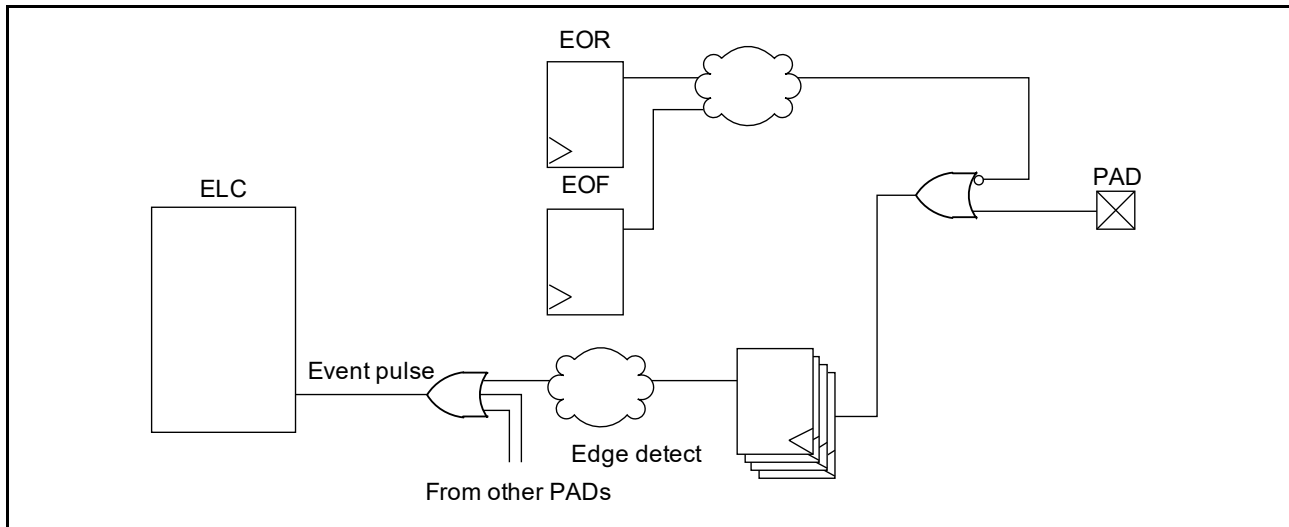 EOR
PAD
ELC
EOF
Event pulse
Edge detect
From other PADs